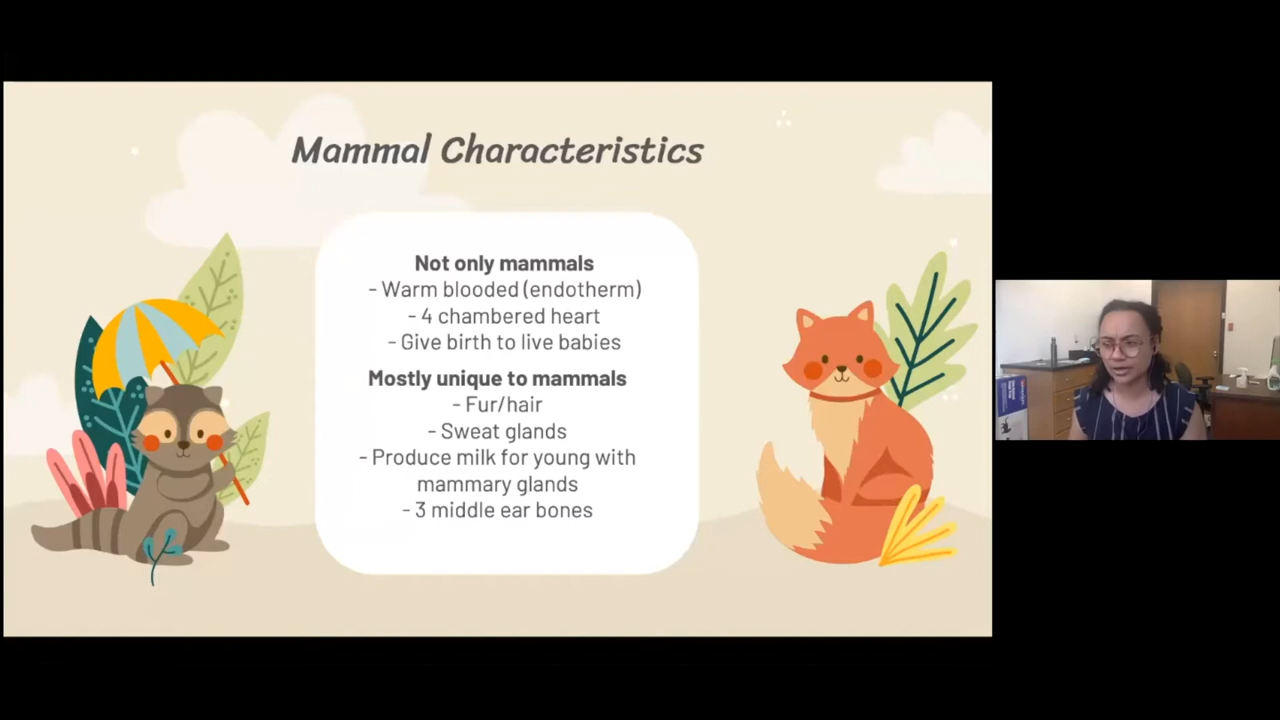 Mammal Characteristics
Not only mammals
- Warm blooded (endotherm)
- 4 chambered heart
- Give birth to live babies
Mostly unique to mammals
- Fur/hair
- Sweat glands
- Produce milk for young with
mammary glands
- 3 middle ear bones